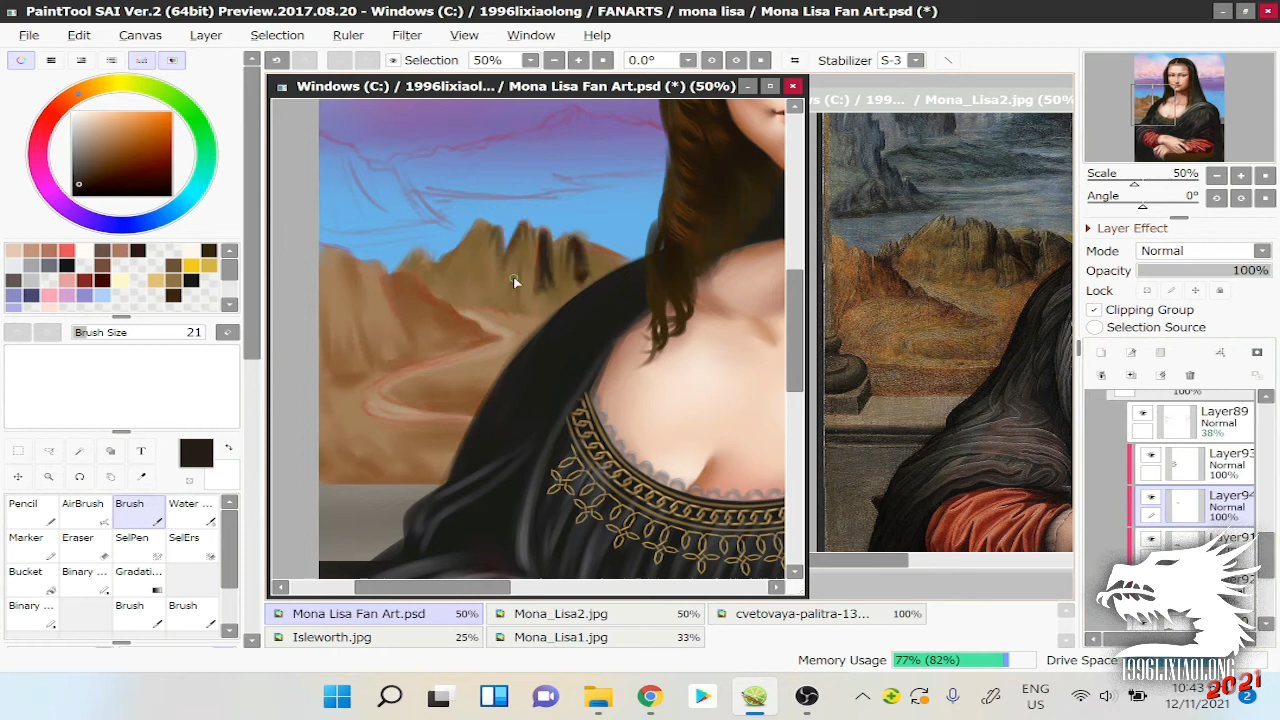 PaintTool SAI Ver.2 (64bit) Preview.2017.08.20 - Windows (C:) / 1996lixiaolong / FANARTS / mona lisa / Mona Lisa Fan Art.psd (*)
File Edit Canvas Layer Selection Ruler Filter View Window Help
Selection 50% 0.0° Stabilizer S-3
Windows (C:) / 1996lixiaol... / Mona Lisa Fan Art.psd (*) (50%)
s (C:) / 199... / Mona_Lisa2.jpg (50%
Scale 50%
Angle 0°
Layer Effect
Mode Normal
Opacity 100%
Lock
Clipping Group
Selection Source
Brush Size 21
T
Pencil AirBrush Brush Water ...
Marker Eraser SelPen SelErs
Bucket Binary ... Gradati...
Binary ... Brush Brush
100%
Layer89
Normal
38%
Layer93
Normal
100%
Layer94
Normal
100%
Layer91
Mona Lisa Fan Art.psd 50% Mona_Lisa2.jpg 50% cvetovaya-palitra-13... 100%
Isleworth.jpg 25% Mona_Lisa1.jpg 33%
Memory Usage 77% (82%) Drive Space
1996LIXIAOLONG
2021
ENG
US
10:43
12/11/2021
2